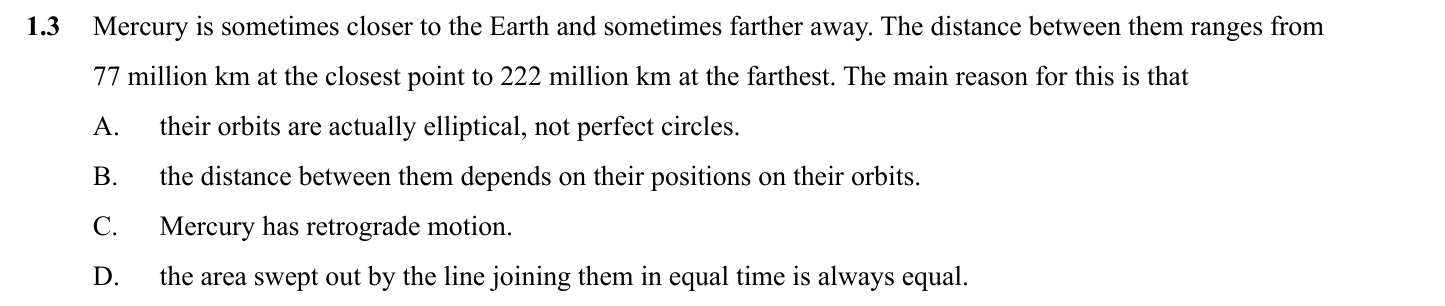 1.3 Mercury is sometimes closer to the Earth and sometimes farther away. The distance between them ranges from
77 million km at the closest point to 222 million km at the farthest. The main reason for this is that
A. their orbits are actually elliptical, not perfect circles.
B. the distance between them depends on their positions on their orbits.
C. Mercury has retrograde motion.
D. the area swept out by the line joining them in equal time is always equal.